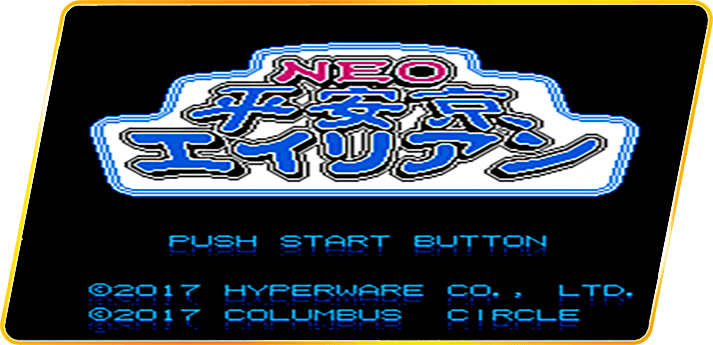 NEO
平安京
エイリアン
PUSH START BUTTON
©2017 HYPERWARE CO., LTD.
©2017 COLUMBUS CIRCLE